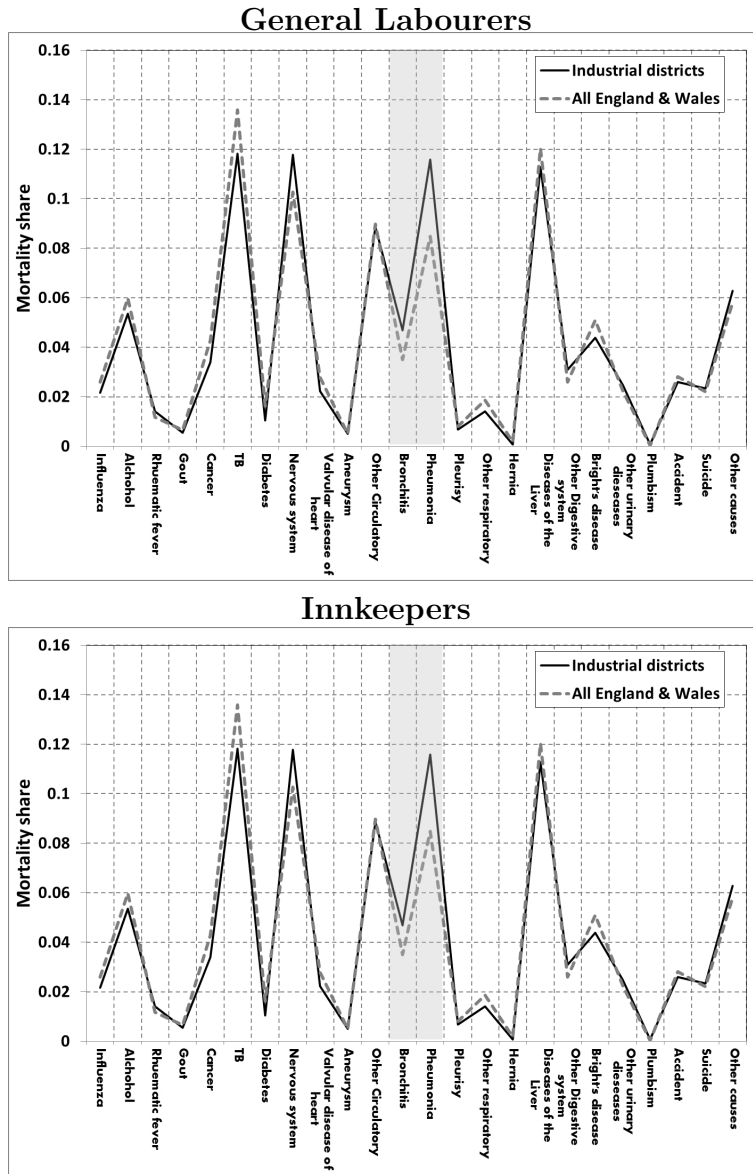 General Labourers
0.16
0.14
0.12
0.1
0.08
0.06
0.04
0.02
0
Mortality share
Industrial districts
All England & Wales
Influenza
Alchohol
Rhuematic fever
Gout
Cancer
TB
Diabetes
Nervous system
Valvular disease of
heart
Aneurysm
Other Circulatory
Bronchitis
Pheumonia
Pleurisy
Other respiratory
Hernia
Diseases of the
Liver
Other Digestive
system
Bright's disease
Other urinary
dieseases
Plumbism
Accident
Suicide
Other causes
Innkeepers
0.16
0.14
0.12
0.1
0.08
0.06
0.04
0.02
0
Mortality share
Industrial districts
All England & Wales
Influenza
Alchohol
Rhuematic fever
Gout
Cancer
TB
Diabetes
Nervous system
Valvular disease of
heart
Aneurysm
Other Circulatory
Bronchitis
Pheumonia
Pleurisy
Other respiratory
Hernia
Diseases of the
Liver
Other Digestive
system
Bright's disease
Other urinary
dieseases
Plumbism
Accident
Suicide
Other causes